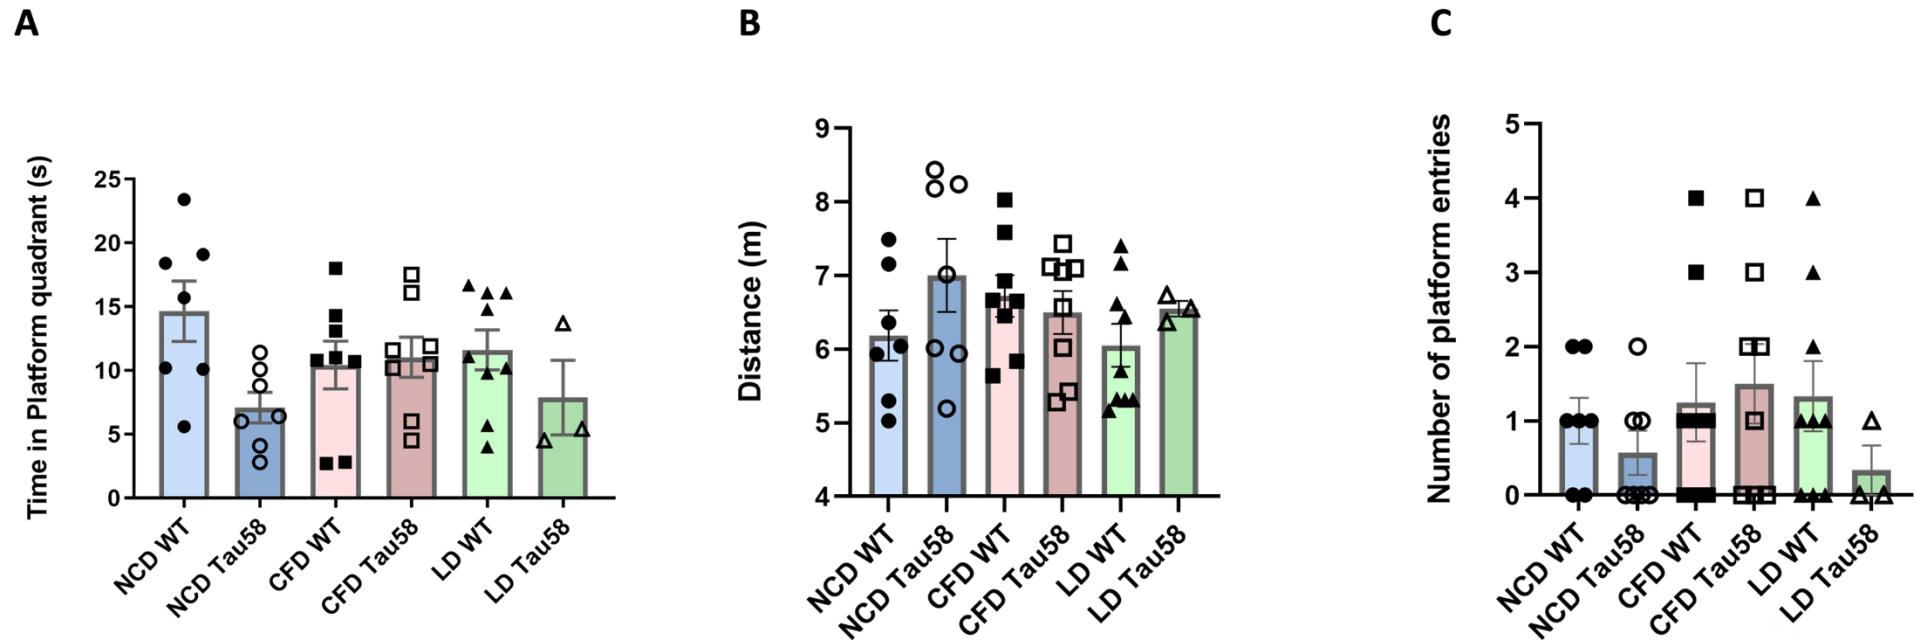 A
Time in Platform quadrant (s)
25
20
15
10
5
0
NCD WT
NCD Tau58
CFD WT
CFD Tau58
LD WT
LD Tau58
B
Distance (m)
9
8
7
6
5
4
NCD WT
NCD Tau58
CFD WT
CFD Tau58
LD WT
LD Tau58
C
Number of platform entries
5
4
3
2
1
0
NCD WT
NCD Tau58
CFD WT
CFD Tau58
LD WT
LD Tau58